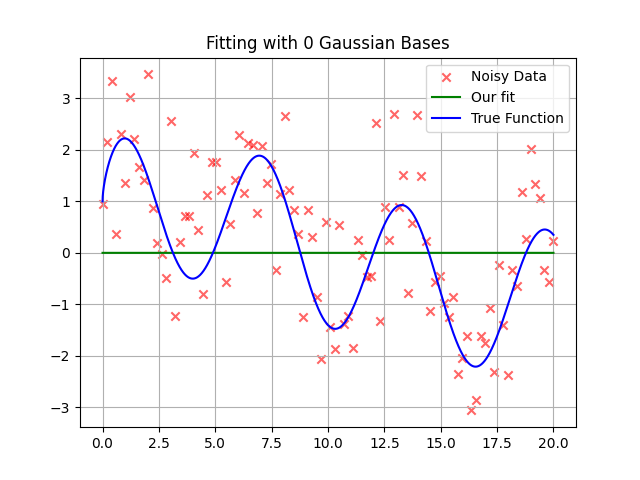 Fitting with 0 Gaussian Bases
Noisy Data
Our fit
True Function
3
2
1
0
−1
−2
−3
0.0 2.5 5.0 7.5 10.0 12.5 15.0 17.5 20.0